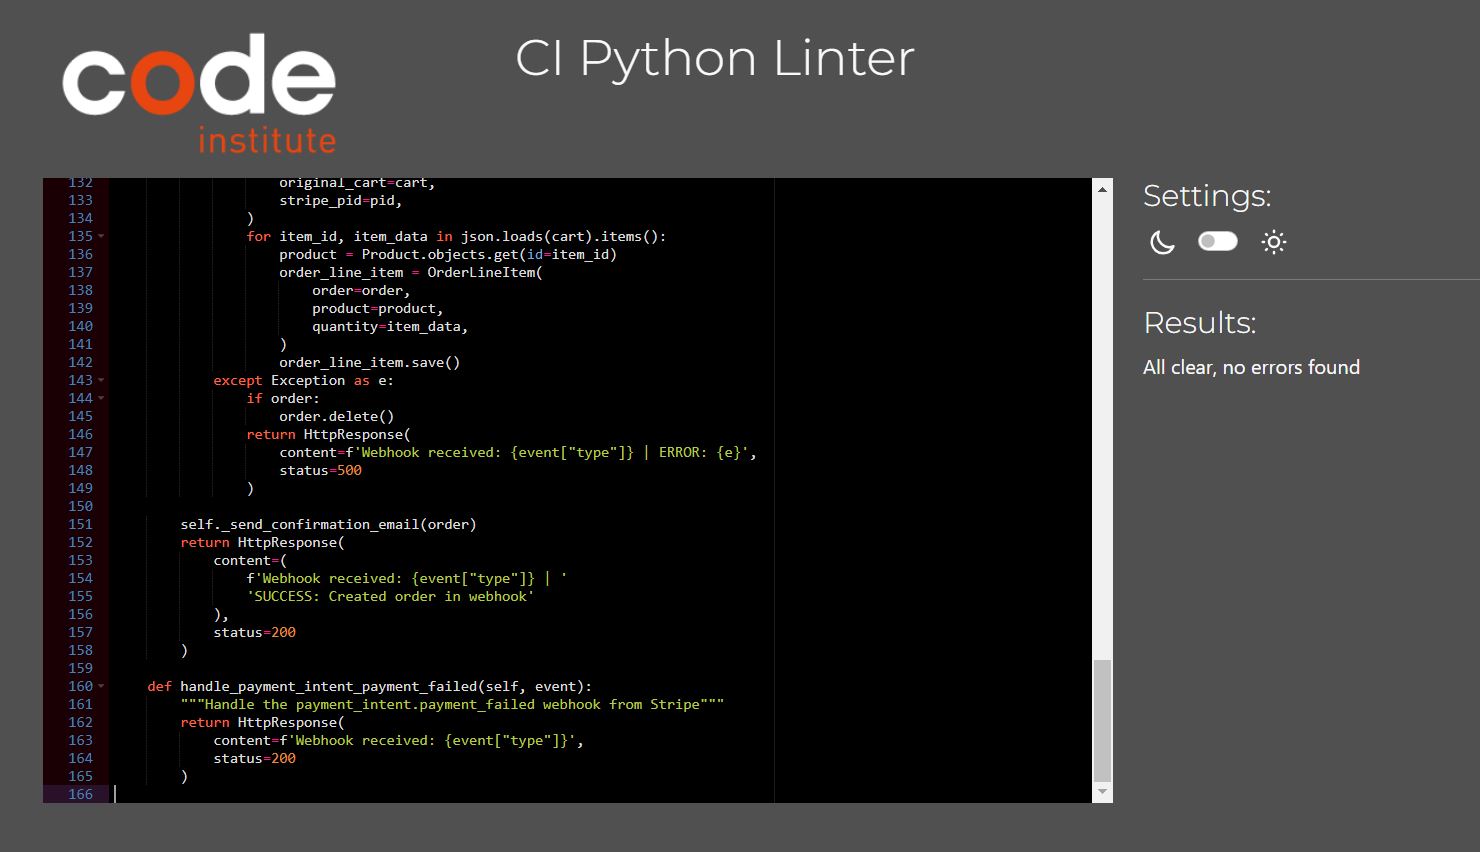 code
institute
CI Python Linter
132 original_cart=cart,
133 stripe_pid=pid,
134 )
135 for item_id, item_data in json.loads(cart).items():
136 product = Product.objects.get(id=item_id)
137 order_line_item = OrderLineItem(
138 order=order,
139 product=product,
140 quantity=item_data,
141 )
142 order_line_item.save()
143 except Exception as e:
144 if order:
145 order.delete()
146 return HttpResponse(
147 content=f'Webhook received: {event["type"]} | ERROR: {e}',
148 status=500
149 )
150
151 self._send_confirmation_email(order)
152 return HttpResponse(
153 content=(
154 f'Webhook received: {event["type"]} | '
155 'SUCCESS: Created order in webhook'
156 ),
157 status=200
158 )
159
160 def handle_payment_intent_payment_failed(self, event):
161 """Handle the payment_intent.payment_failed webhook from Stripe"""
162 return HttpResponse(
163 content=f'Webhook received: {event["type"]}',
164 status=200
165 )
166
Settings:
Results:
All clear, no errors found